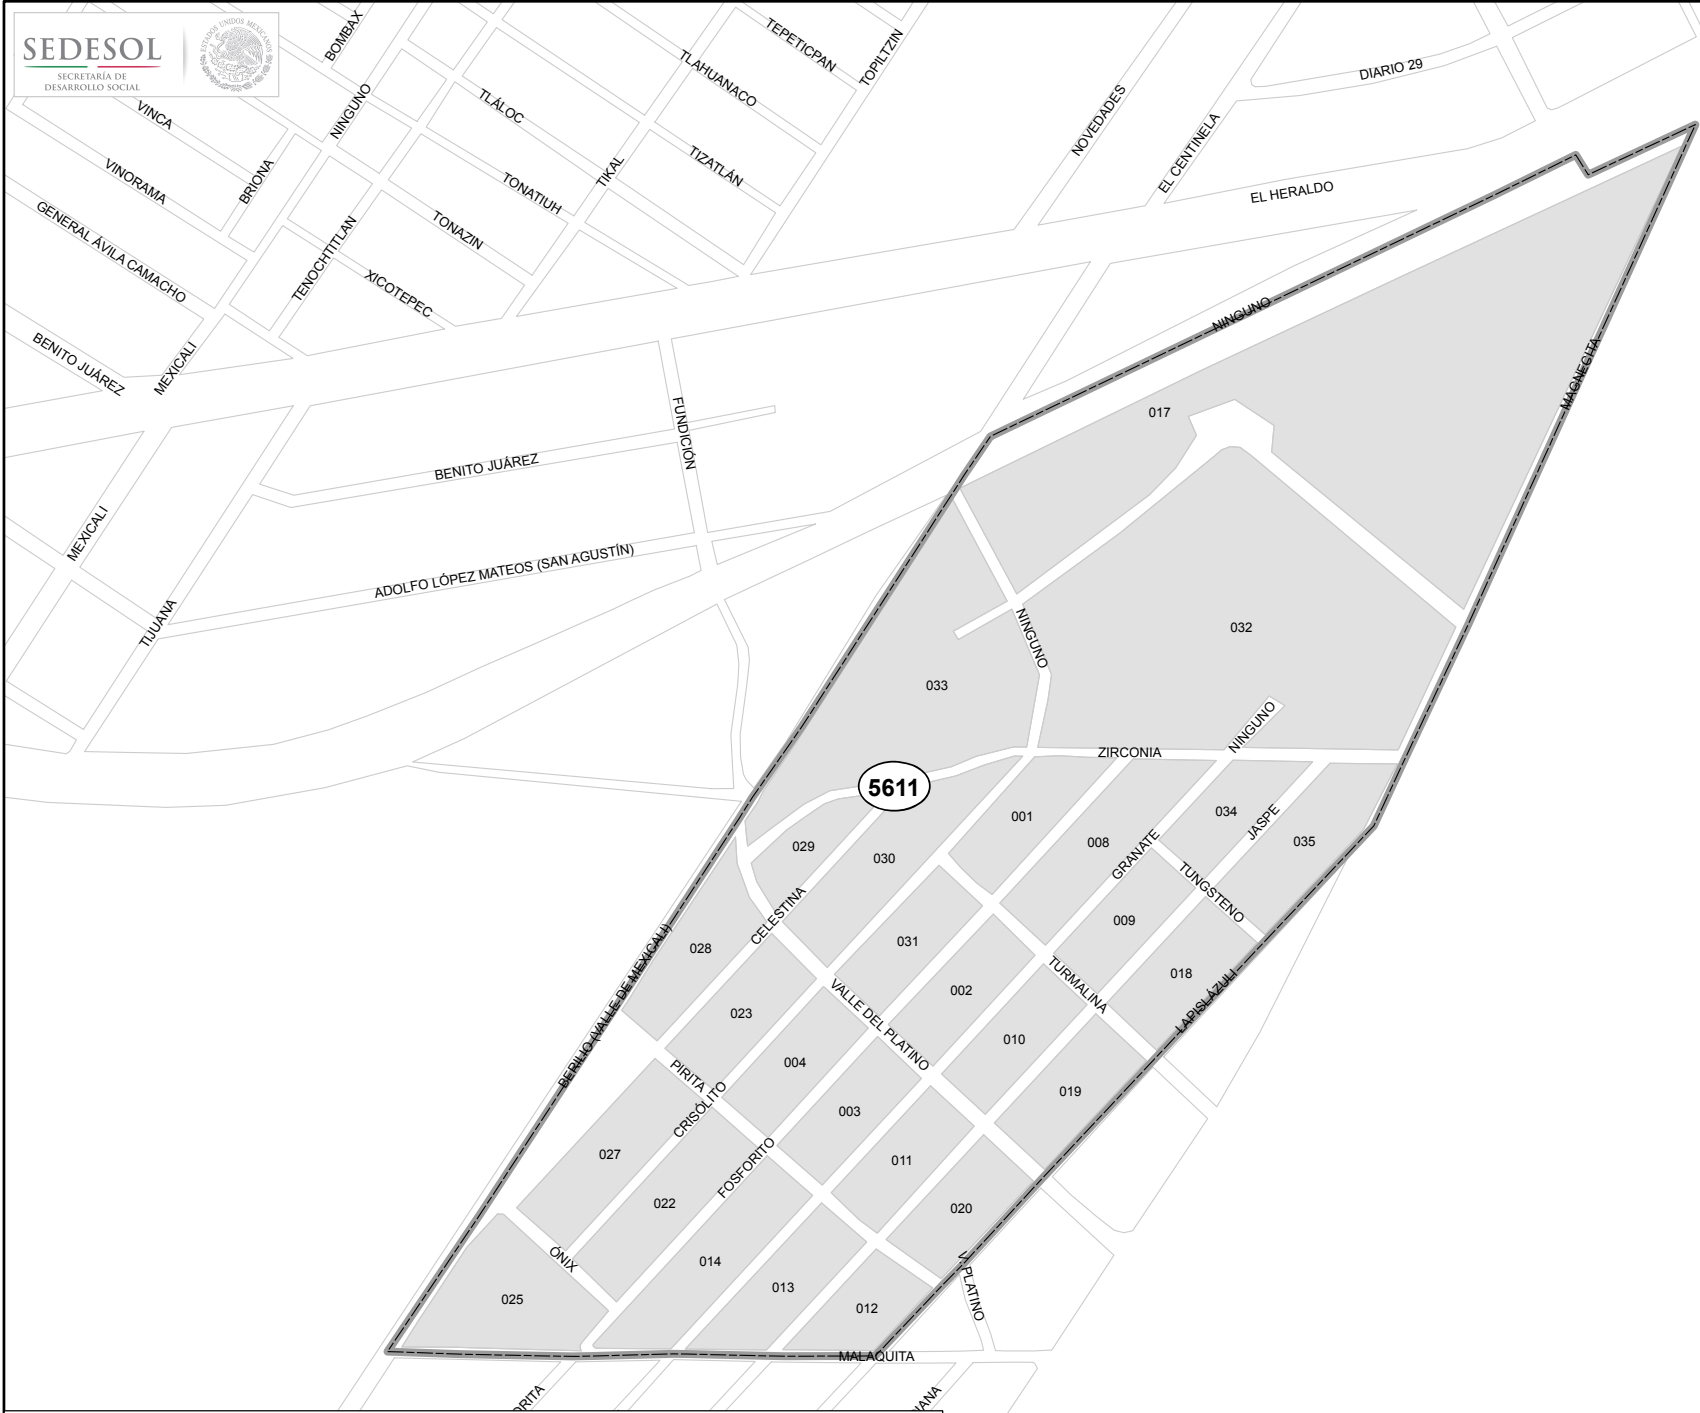 SEDESOL
SECRETARÍA DE
DESARROLLO SOCIAL
ESTADOS UNIDOS MEXICANOS
BOMBAX
NINGUNO
VINCA
VINORAMA
BRIONA
GENERAL ÁVILA CAMACHO
BENITO JUÁREZ
MEXICALI
TENOCHTITLAN
XICOTEPEC
TONAZIN
TONATIUH
TLÁLOC
TIKAL
TLAHUANACO
TIZATLÁN
TEPETICPAN
TOPILTZIN
NOVEDADES
EL CENTINELA
DIARIO 29
EL HERALDO
NINGUNO
MAGNECITA
FUNDICIÓN
BENITO JUÁREZ
MEXICALI
TIJUANA
ADOLFO LÓPEZ MATEOS (SAN AGUSTÍN)
017
032
NINGUNO
033
NINGUNO
ZIRCONIA
5611
001
034
JASPE
035
008
GRANATE
029
030
TUNGSTENO
CELESTINA
009
031
028
018
TURMALINA
LAPISLÁZULI
002
VALLE DEL PLATINO
023
010
BERILIO (VALLE DE MEXICALI)
004
PIRITA
019
003
CRISÓLITO
027
011
FOSFORITO
022
020
ÓNIX
014
013
025
012
V. PLATINO
MALAQUITA
ORITA
IANA